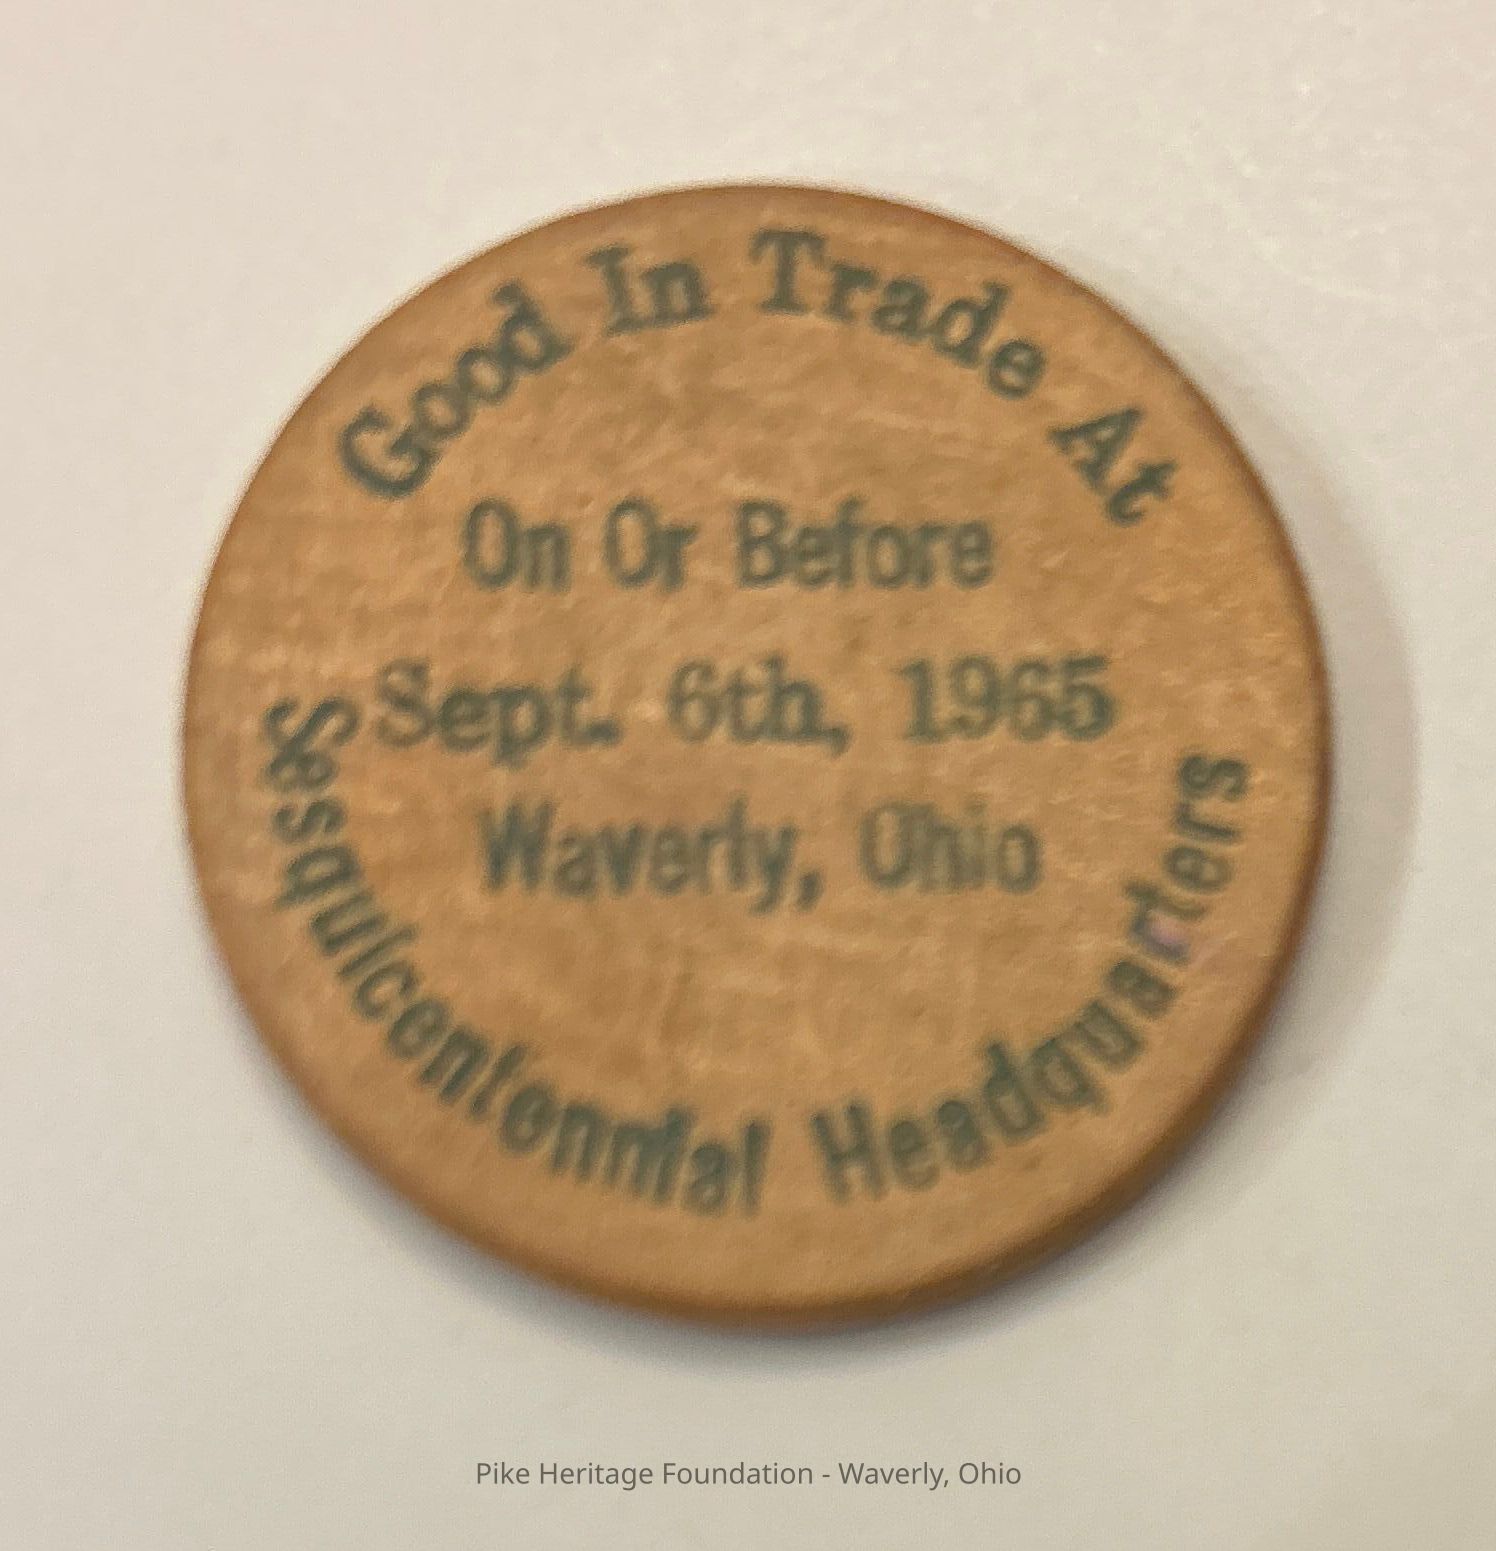 Good In Trade At
On Or Before
Sept. 6th, 1965
Waverly, Ohio
Sesquicentennial Headquarters
Pike Heritage Foundation - Waverly, Ohio